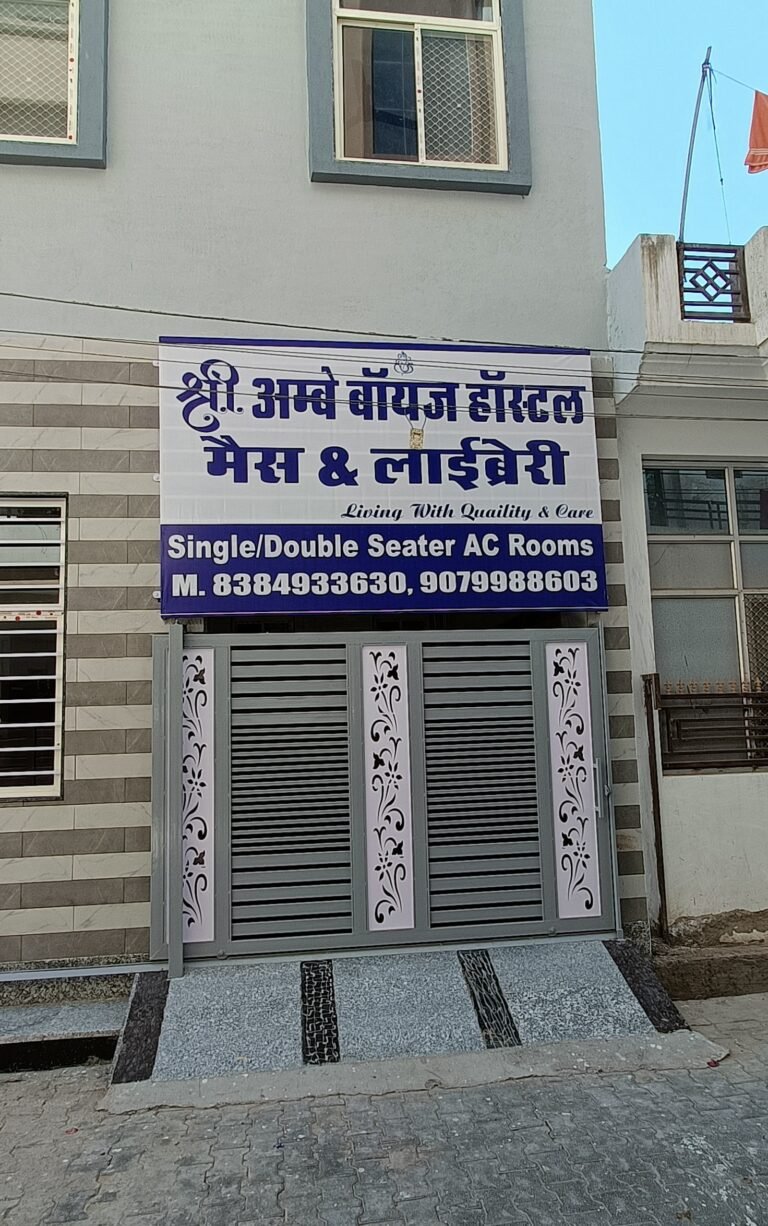 श्री अम्बे बॉयज हॉस्टल
मैस & लाईब्रेरी
Living With Quaility & Care
Single/Double Seater AC Rooms
M. 8384933630, 9079988603